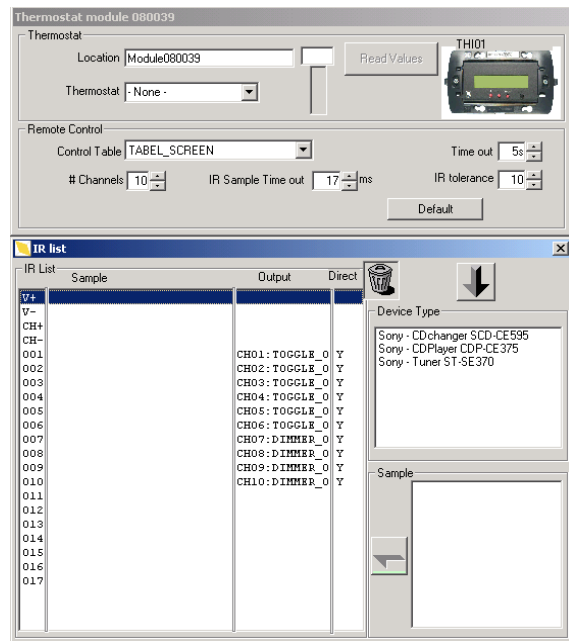 Thermostat module 080039
Thermostat
Location Module080039 Read Values THI01
Thermostat - None -
Remote Control
Control Table TABEL_SCREEN Time out 5s
# Channels 10 IR Sample Time out 17 ms IR tolerance 10
Default
IR list
IR List
Sample Output Direct
V+
V-
CH+
CH-
001 CH01:TOGGLE_O Y
002 CH02:TOGGLE_O Y
003 CH03:TOGGLE_O Y
004 CH04:TOGGLE_O Y
005 CH05:TOGGLE_O Y
006 CH06:TOGGLE_O Y
007 CH07:DIMMER_O Y
008 CH08:DIMMER_O Y
009 CH09:DIMMER_O Y
010 CH10:DIMMER_O Y
011
012
013
014
015
016
017
Device Type
Sony - CDchanger SCD-CE595
Sony - CDPlayer CDP-CE375
Sony - Tuner ST-SE370
Sample